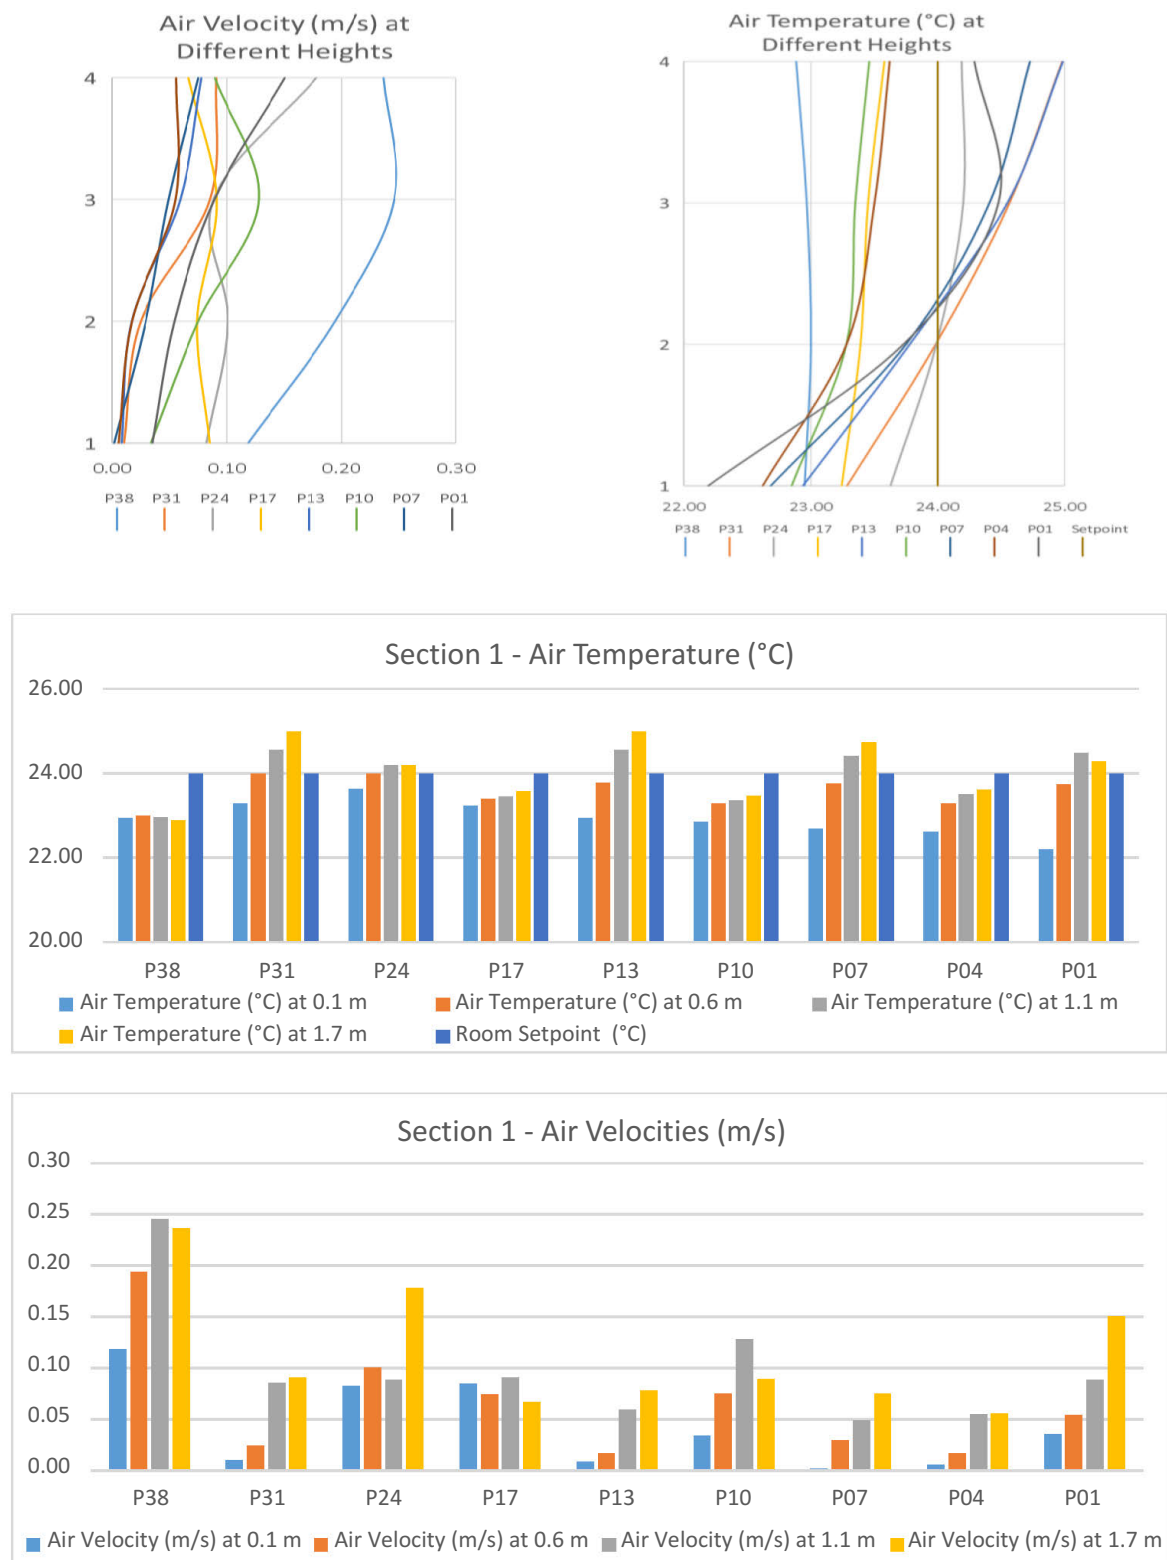 Air Velocity (m/s) at
Different Heights
4
3
2
1
0.00 0.10 0.20 0.30
P38 P31 P24 P17 P13 P10 P07 P01
Air Temperature (°C) at
Different Heights
4
3
2
1
22.00 23.00 24.00 25.00
P38 P31 P24 P17 P13 P10 P07 P04 P01 Setpoint
Section 1 - Air Temperature (°C)
26.00
24.00
22.00
20.00
P38 P31 P24 P17 P13 P10 P07 P04 P01
Air Temperature (°C) at 0.1 m Air Temperature (°C) at 0.6 m Air Temperature (°C) at 1.1 m
Air Temperature (°C) at 1.7 m Room Setpoint (°C)
Section 1 - Air Velocities (m/s)
0.30
0.25
0.20
0.15
0.10
0.05
0.00
P38 P31 P24 P17 P13 P10 P07 P04 P01
Air Velocity (m/s) at 0.1 m Air Velocity (m/s) at 0.6 m Air Velocity (m/s) at 1.1 m Air Velocity (m/s) at 1.7 m